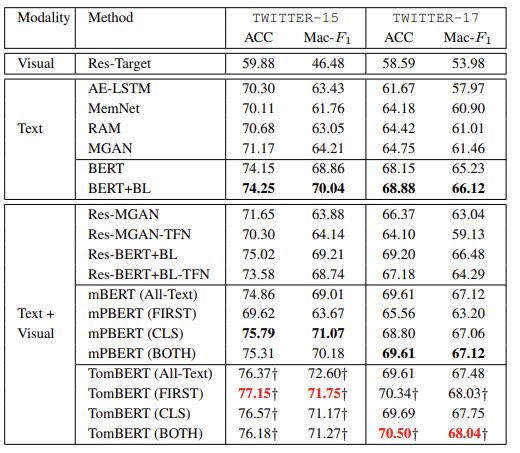 Modality Method TWITTER-15 TWITTER-17
ACC Mac-F1 ACC Mac-F1
Visual Res-Target 59.88 46.48 58.59 53.98
AE-LSTM 70.30 63.43 61.67 57.97
MemNet 70.11 61.76 64.18 60.90
Text RAM 70.68 63.05 64.42 61.01
MGAN 71.17 64.21 64.75 61.46
BERT 74.15 68.86 68.15 65.23
BERT+BL 74.25 70.04 68.88 66.12
Res-MGAN 71.65 63.88 66.37 63.04
Res-MGAN-TFN 70.30 64.14 64.10 59.13
Res-BERT+BL 75.02 69.21 69.20 66.48
Res-BERT+BL-TFN 73.58 68.74 67.18 64.29
mBERT (All-Text) 74.86 69.01 69.61 67.12
Text + mPBERT (FIRST) 69.62 63.67 65.56 63.20
Visual mPBERT (CLS) 75.79 71.07 68.80 67.06
mPBERT (BOTH) 75.31 70.18 69.61 67.12
TomBERT (All-Text) 76.37† 72.60† 69.61 67.48
TomBERT (FIRST) 77.15† 71.75† 70.34† 68.03†
TomBERT (CLS) 76.57† 71.17† 69.69 67.75
TomBERT (BOTH) 76.18† 71.27† 70.50† 68.04†